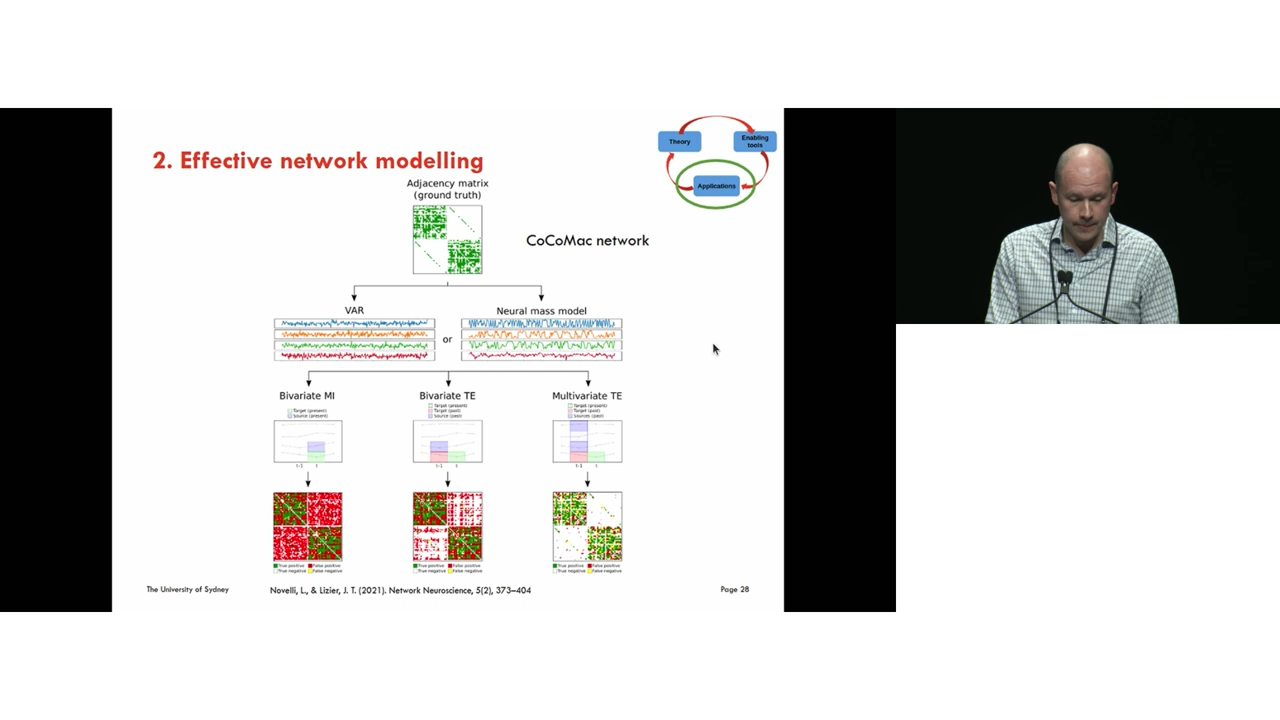 Theory
Enabling
tools
Applications
2. Effective network modelling
Adjacency matrix
(ground truth)
CoCoMac network
VAR
Neural mass model
or
Bivariate MI
Bivariate TE
Multivariate TE
Target (present)
Source (present)
Target (present)
Target (past)
Source (past)
Target (present)
Target (past)
Sources (past)
t-1 t
t-1 t
t-1 t
True positive False positive
True negative False negative
True positive False positive
True negative False negative
True positive False positive
True negative False negative
The University of Sydney
Novelli, L., & Lizier, J. T. (2021). Network Neuroscience, 5(2), 373–404
Page 28